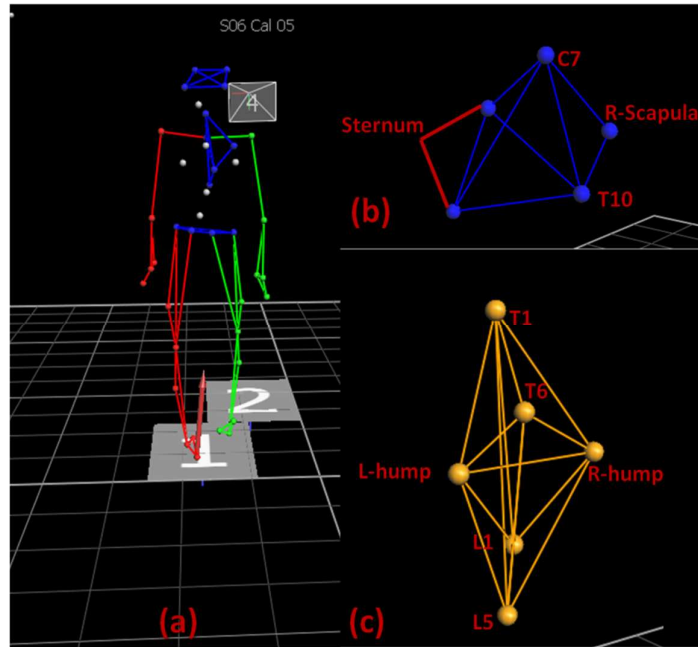 S06 Cal 05
4
2
1
(a)
C7
R-Scapula
Sternum
T10
(b)
T1
T6
L-hump
R-hump
L1
L5
(c)